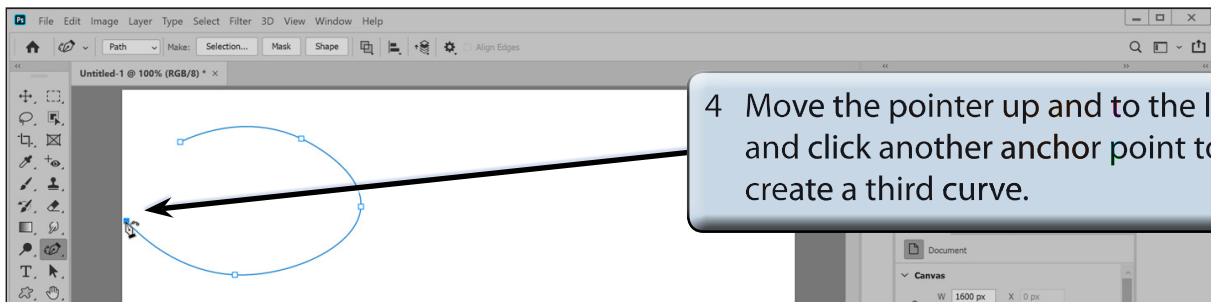 Ps File Edit Image Layer Type Select Filter 3D View Window Help
Path Make: Selection... Mask Shape Align Edges
Untitled-1 @ 100% (RGB/8) * ×
4 Move the pointer up and to the l
and click another anchor point to
create a third curve.
Document
Canvas
W 1600 px X 0 px